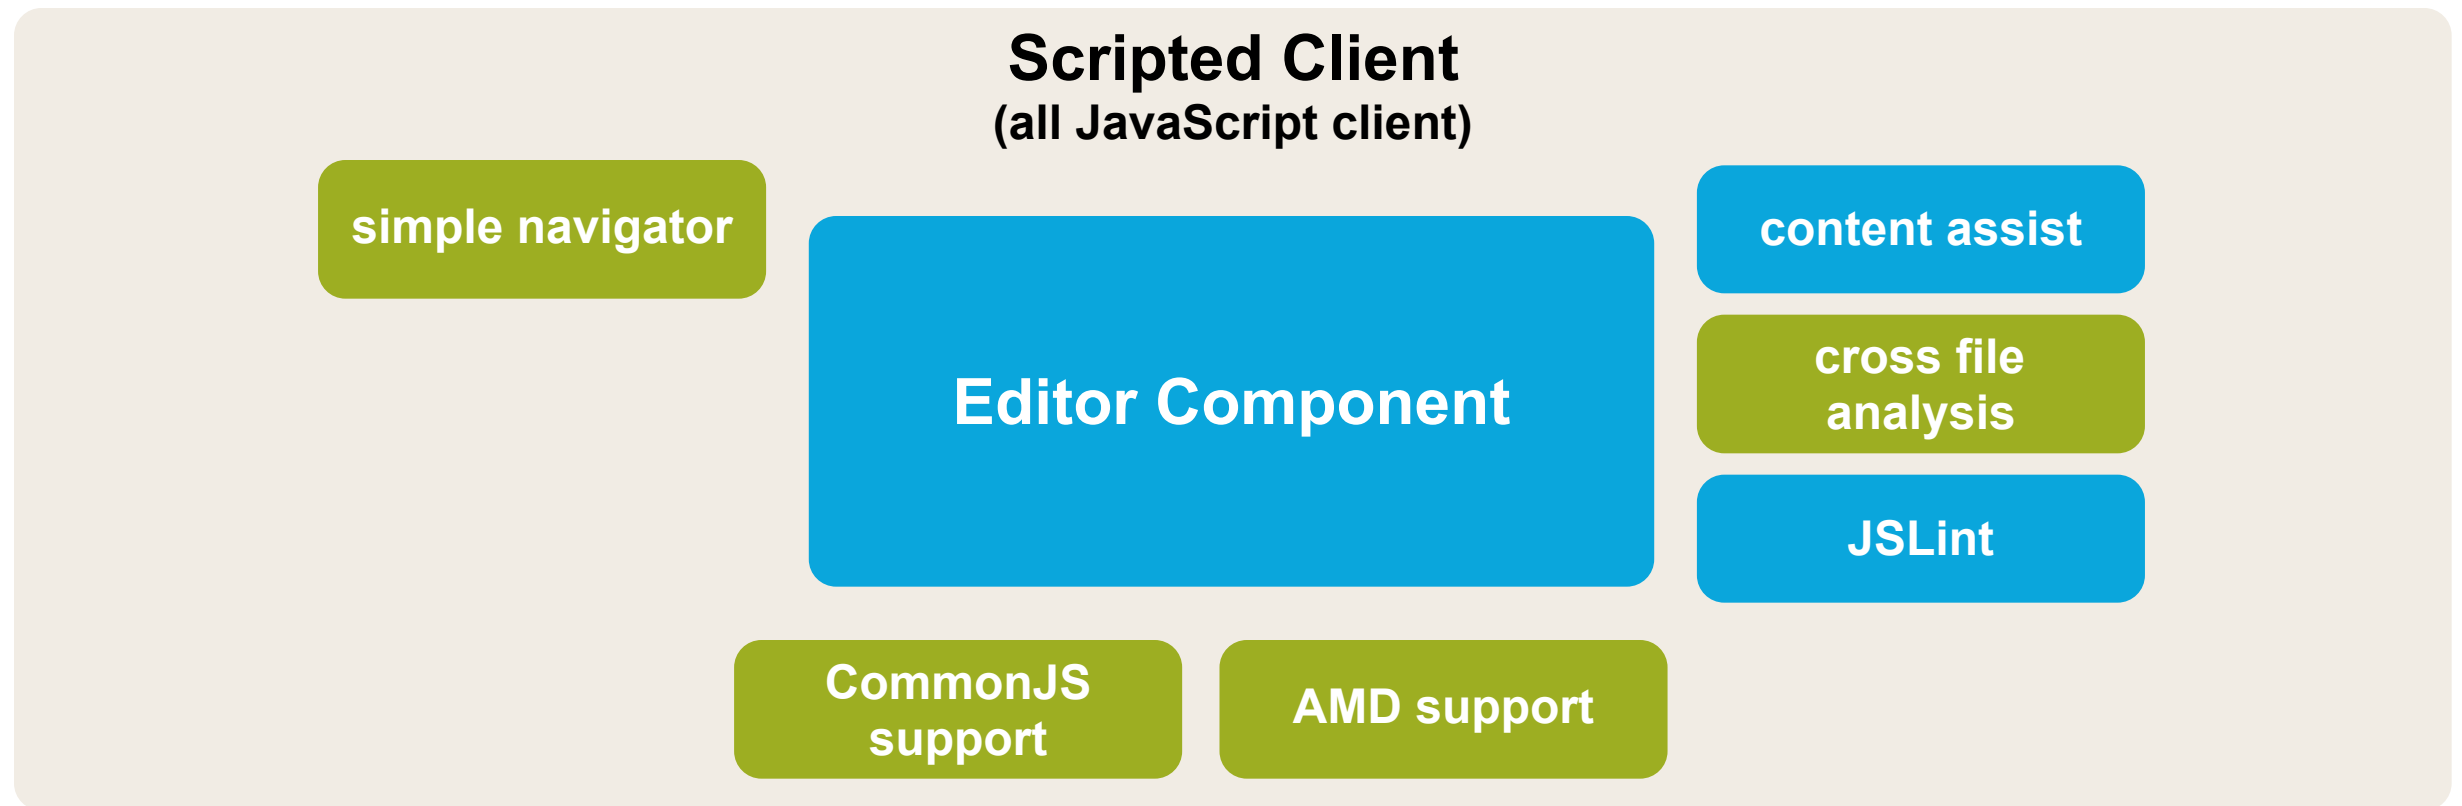 Scripted Client
(all JavaScript client)
simple navigator
Editor Component
content assist
cross file
analysis
JSLint
CommonJS
support
AMD support